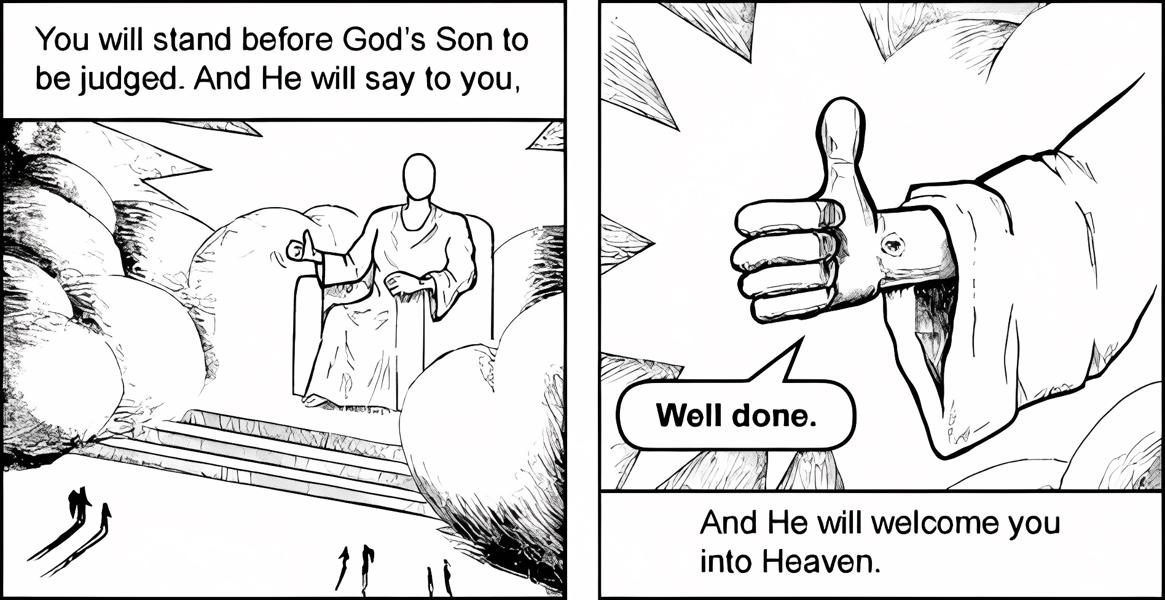 You will stand before God's Son to
be judged. And He will say to you,
Well done.
And He will welcome you
into Heaven.